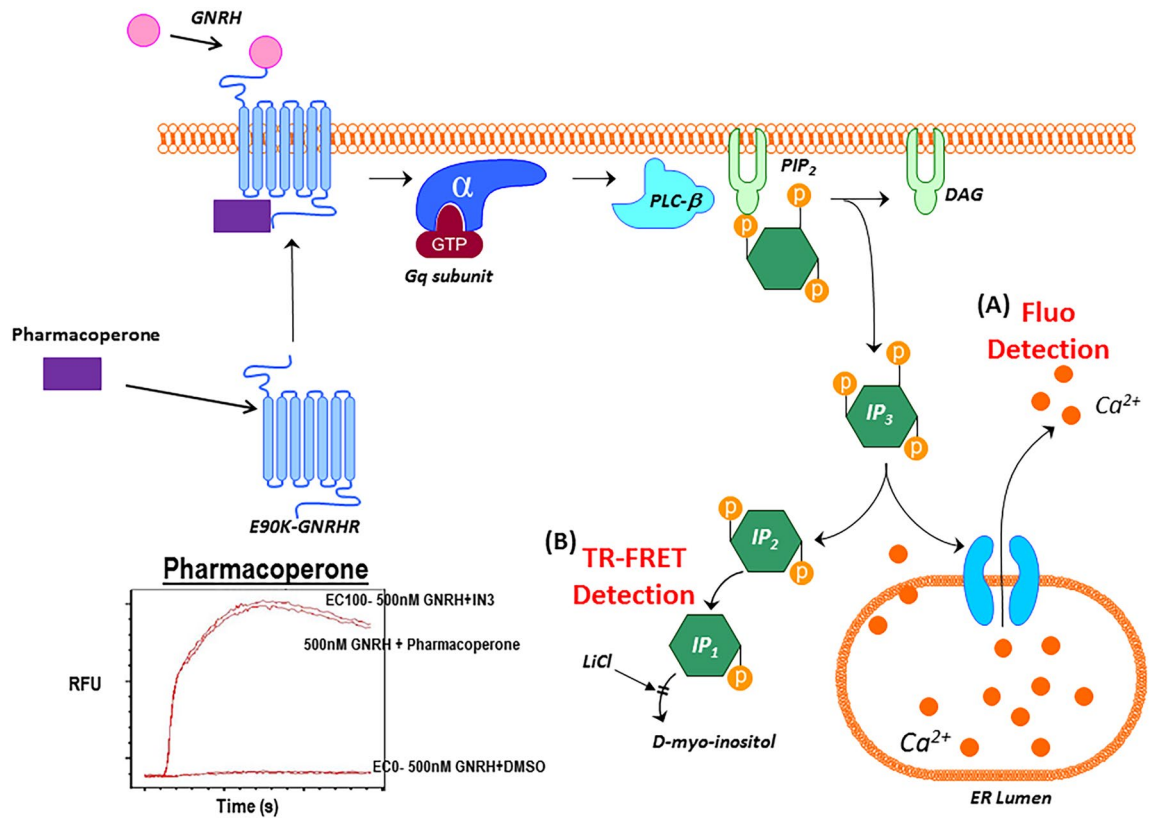 GNRH
α
GTP
Gq subunit
PLC-β
PIP₂
p
p
p
DAG
Pharmacoperone
E90K-GNRHR
(A) Fluo
Detection
Ca²⁺
p
p
p
IP₃
(B) TR-FRET
Detection
p
IP₂
p
IP₁
p
LiCl
D-myo-inositol
Ca²⁺
ER Lumen
Pharmacoperone
EC100- 500nM GNRH+IN3
500nM GNRH + Pharmacoperone
RFU
EC0- 500nM GNRH+DMSO
Time (s)